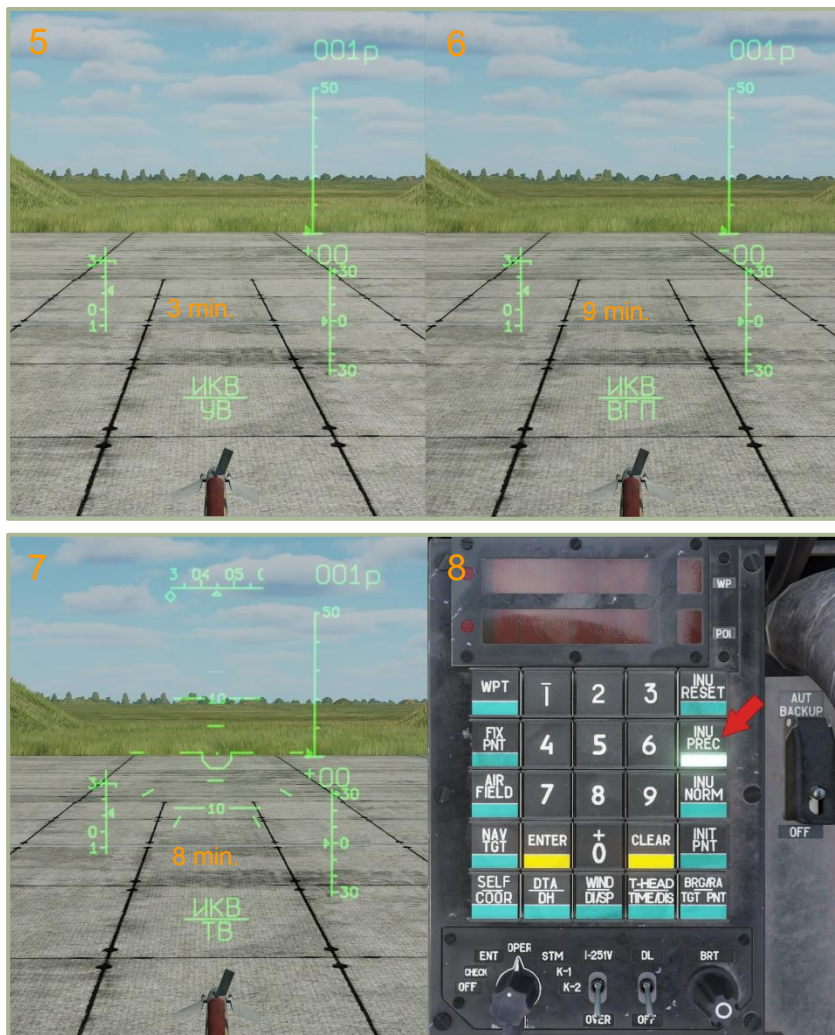 5
001р
50
+00
+30
0
-30
3
0
1
3 min.
ИКВ
УВ
6
001р
50
-00
+30
0
-30
3
0
1
9 min.
ИКВ
ВГП
7
3 04 05 0
001р
50
10
+00
+30
0
-30
3
0
1
10
8 min.
ИКВ
ТВ
8
WP
POI
WPT 1 2 3 INU RESET
FIX PNT 4 5 6 INU PREC
AIR FIELD 7 8 9 INU NORM
NAV TGT ENTER +0 CLEAR INIT PNT
SELF COOR DTA DH WIND DI/SP T-HEAD TIME/DIS BRG/RA TGT PNT
AUT BACKUP
OFF
CHECK OFF ENT OPER STM
K-1
K-2
I-251V
OVER
DL
OFF
BRT